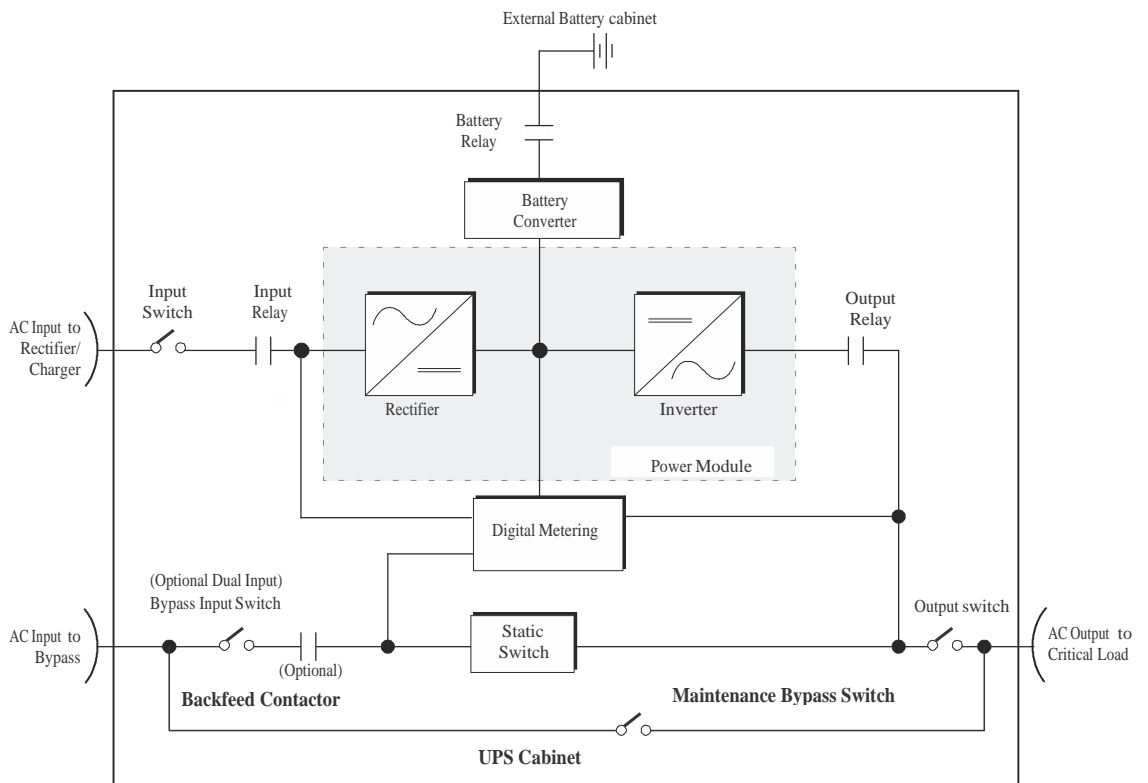 External Battery cabinet
Battery
Relay
Battery
Converter
Input
Switch
Input
Relay
Output
Relay
AC Input to
Rectifier/
Charger
Rectifier
Inverter
Power Module
Digital Metering
(Optional Dual Input)
Bypass Input Switch
Output switch
AC Input to
Bypass
Static
Switch
AC Output to
Critical Load
(Optional)
Backfeed Contactor
Maintenance Bypass Switch
UPS Cabinet